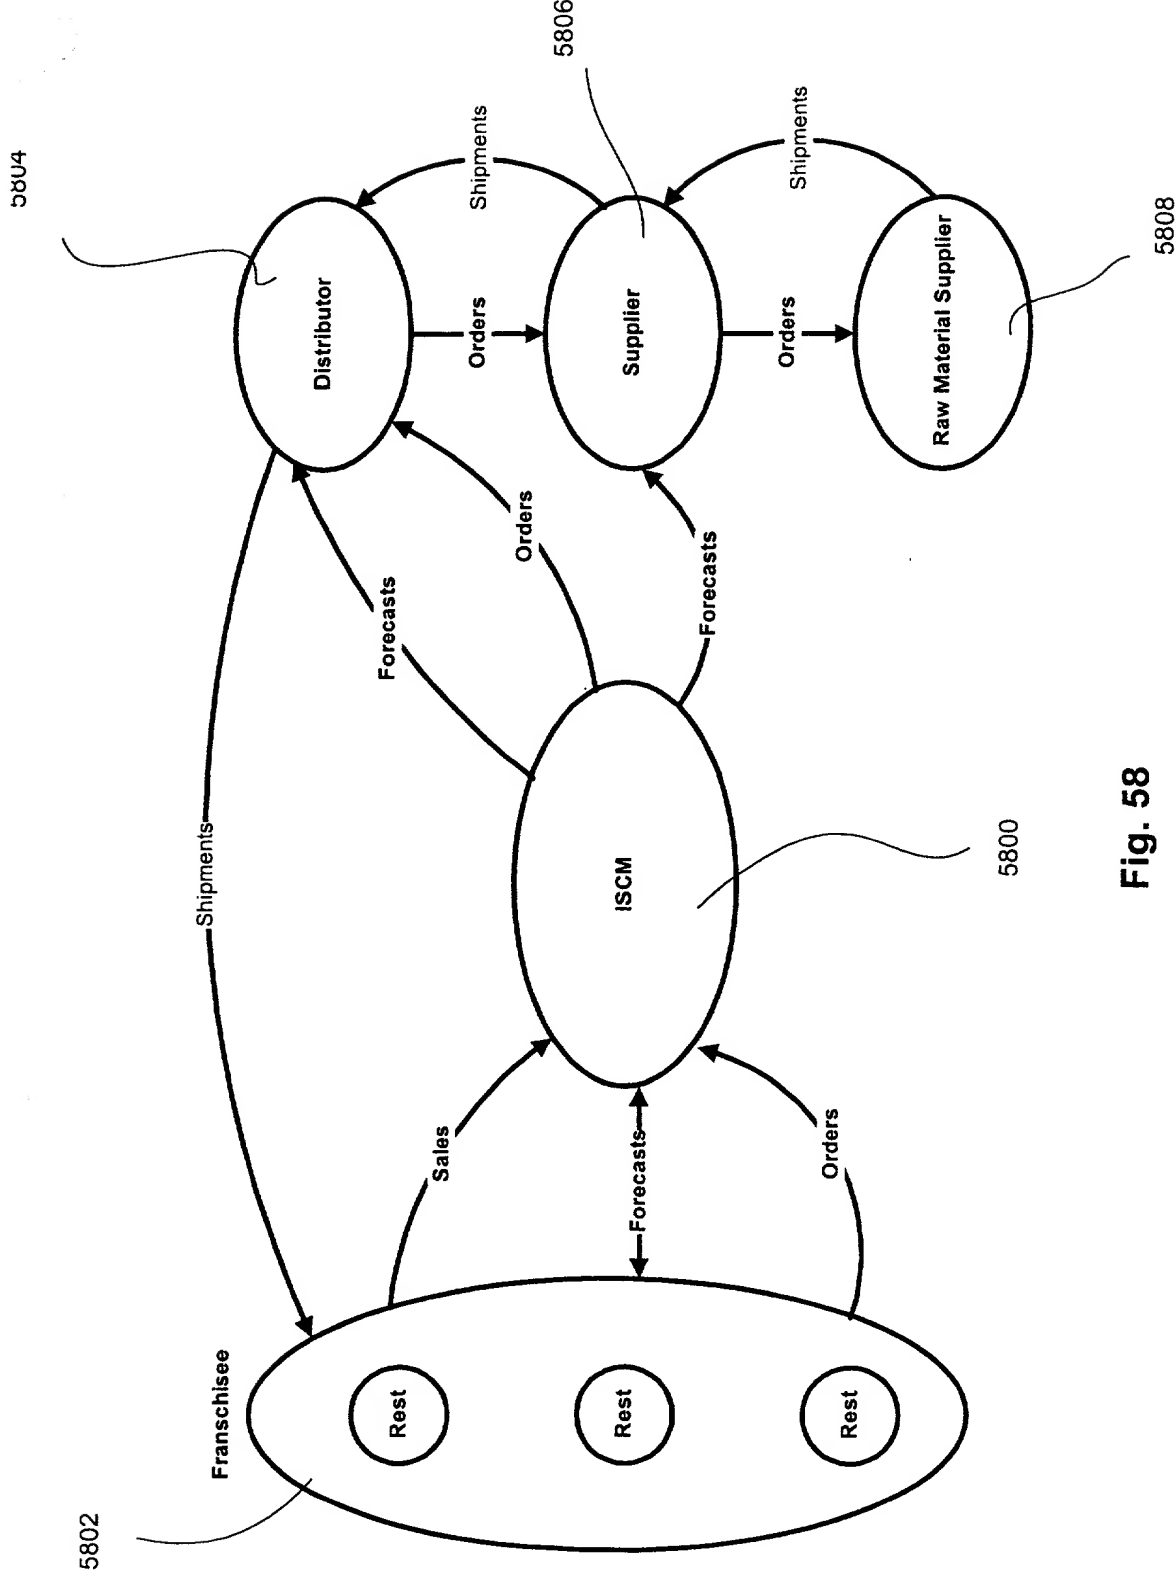 5804
5802
Franschisee
Shipments
Distributor
Forecasts
Rest
Sales
Orders
Orders
Shipments
5806
Rest
Forecasts
ISCM
Supplier
Forecasts
Orders
Shipments
Rest
Orders
Raw Material Supplier
5800
5808
Fig. 58